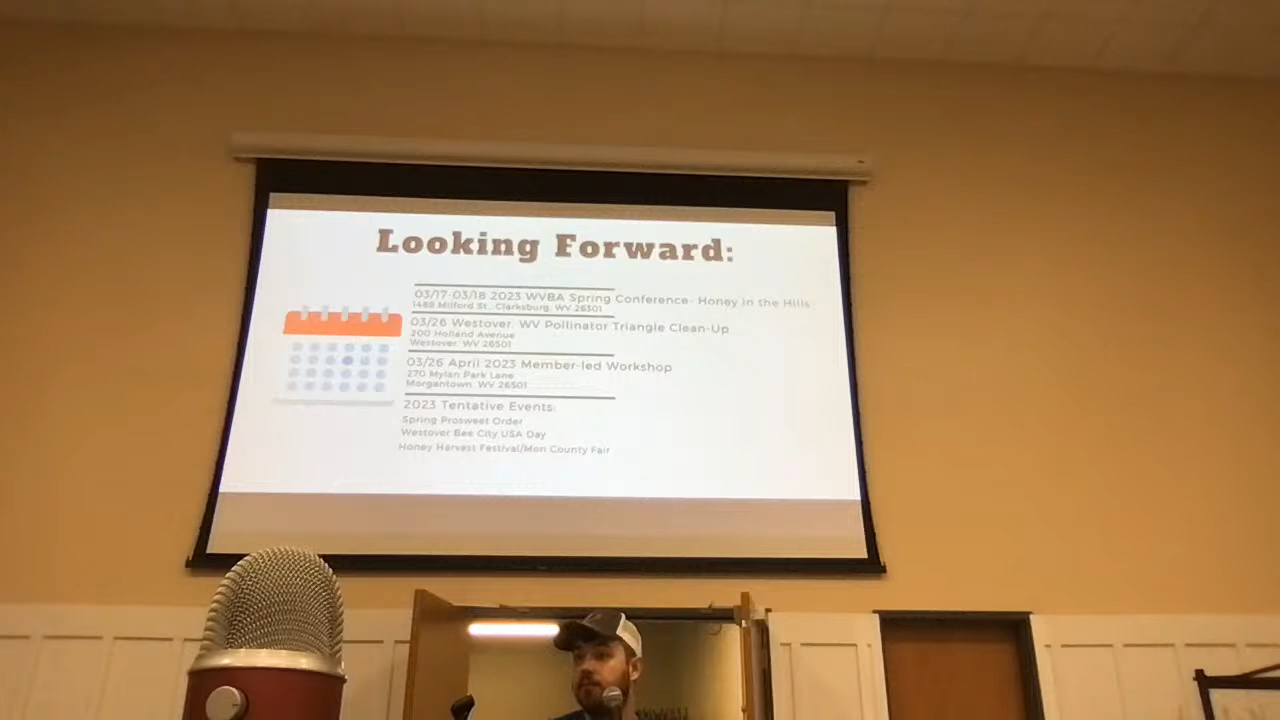 Looking Forward:
03/17-03/18 2023 WVBA Spring Conference- Honey in the Hills
1488 Milford St., Clarksburg, WV 26301
03/26 Westover, WV Pollinator Triangle Clean-Up
200 Holland Avenue
Westover, WV 26501
03/26 April 2023 Member-led Workshop
270 Mylan Park Lane
Morgantown, WV 26501
2023 Tentative Events:
Spring Prosweet Order
Westover Bee City USA Day
Honey Harvest Festival/Mon County Fair